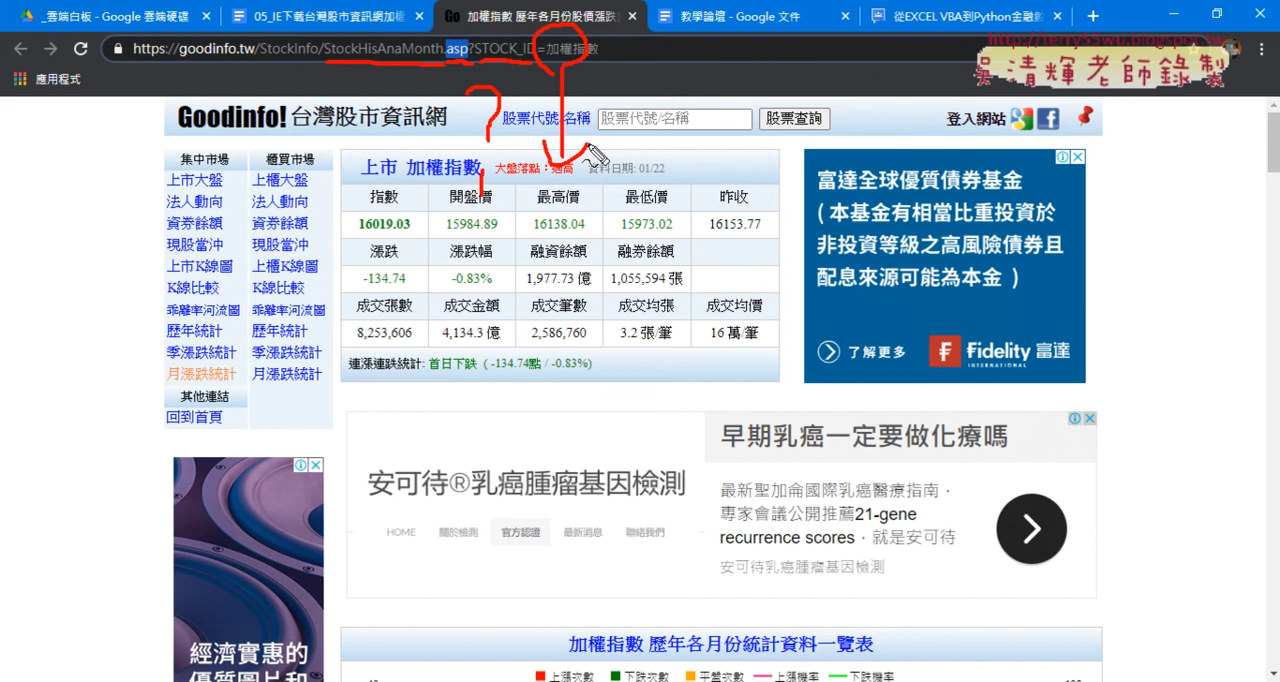 _雲端白板 - Google 雲端硬碟
05_IE下載台灣股市資訊網加權
Go 加權指數 歷年各月份股價漲跌
教學論壇 - Google 文件
從EXCEL VBA到Python金融
https://goodinfo.tw/StockInfo/StockHisAnaMonth.asp?STOCK_ID=加權指數
http://terry55wu.blogspot.tw
吳清輝老師錄製
應用程式
Goodinfo! 台灣股市資訊網
股票代號/名稱
股票代號/名稱
股票查詢
登入網站
集中市場 櫃買市場
上市大盤 上櫃大盤
法人動向 法人動向
資券餘額 資券餘額
現股當沖 現股當沖
上市K線圖 上櫃K線圖
K線比較 K線比較
乖離率河流圖 乖離率河流圖
歷年統計 歷年統計
季漲跌統計 季漲跌統計
月漲跌統計 月漲跌統計
其他連結
回到首頁
上市 加權指數 大盤落點：過高 資料日期: 01/22
指數 開盤價 最高價 最低價 昨收
16019.03 15984.89 16138.04 15973.02 16153.77
漲跌 漲跌幅 融資餘額 融券餘額
-134.74 -0.83% 1,977.73 億 1,055,594 張
成交張數 成交金額 成交筆數 成交均張 成交均價
8,253,606 4,134.3 億 2,586,760 3.2 張/筆 16 萬/筆
連漲連跌統計: 首日下跌 ( -134.74點 / -0.83%)
富達全球優質債券基金
( 本基金有相當比重投資於
非投資等級之高風險債券且
配息來源可能為本金 )
了解更多
Fidelity 富達
INTERNATIONAL
安可待®乳癌腫瘤基因檢測
HOME 關於檢測 官方認證 最新消息 聯絡我們
早期乳癌一定要做化療嗎
最新聖加侖國際乳癌醫療指南，
專家會議公開推薦21-gene
recurrence scores，就是安可待
安可待乳癌腫瘤基因檢測
經濟實惠的
優質圖片和
加權指數 歷年各月份統計資料一覽表
上漲次數 下跌次數 平盤次數 上漲機率 下跌機率